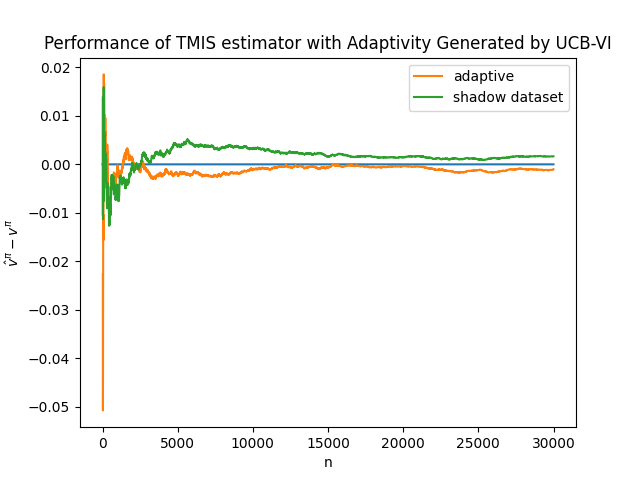 Performance of TMIS estimator with Adaptivity Generated by UCB-VI
adaptive
shadow dataset
0.02
0.01
0.00
−0.01
−0.02
−0.03
−0.04
−0.05
v̂^π − v^π
0 5000 10000 15000 20000 25000 30000
n